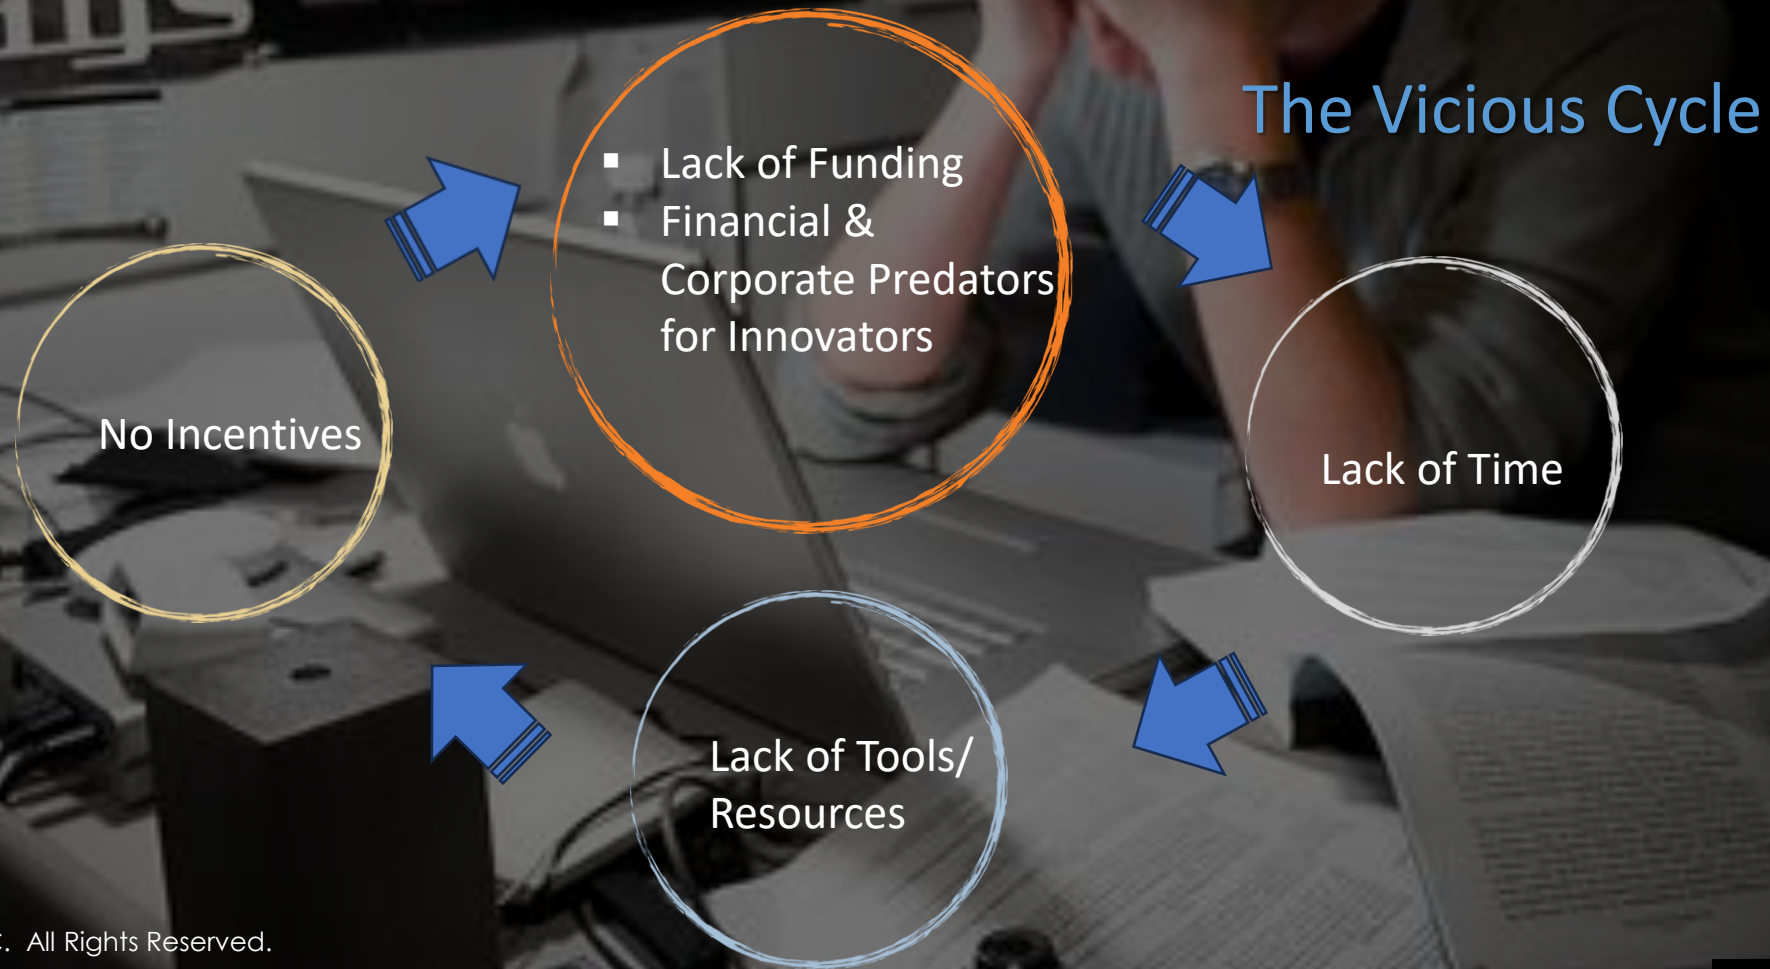 The Vicious Cycle
▪ Lack of Funding
▪ Financial &
Corporate Predators
for Innovators
No Incentives
Lack of Time
Lack of Tools/
Resources
. All Rights Reserved.